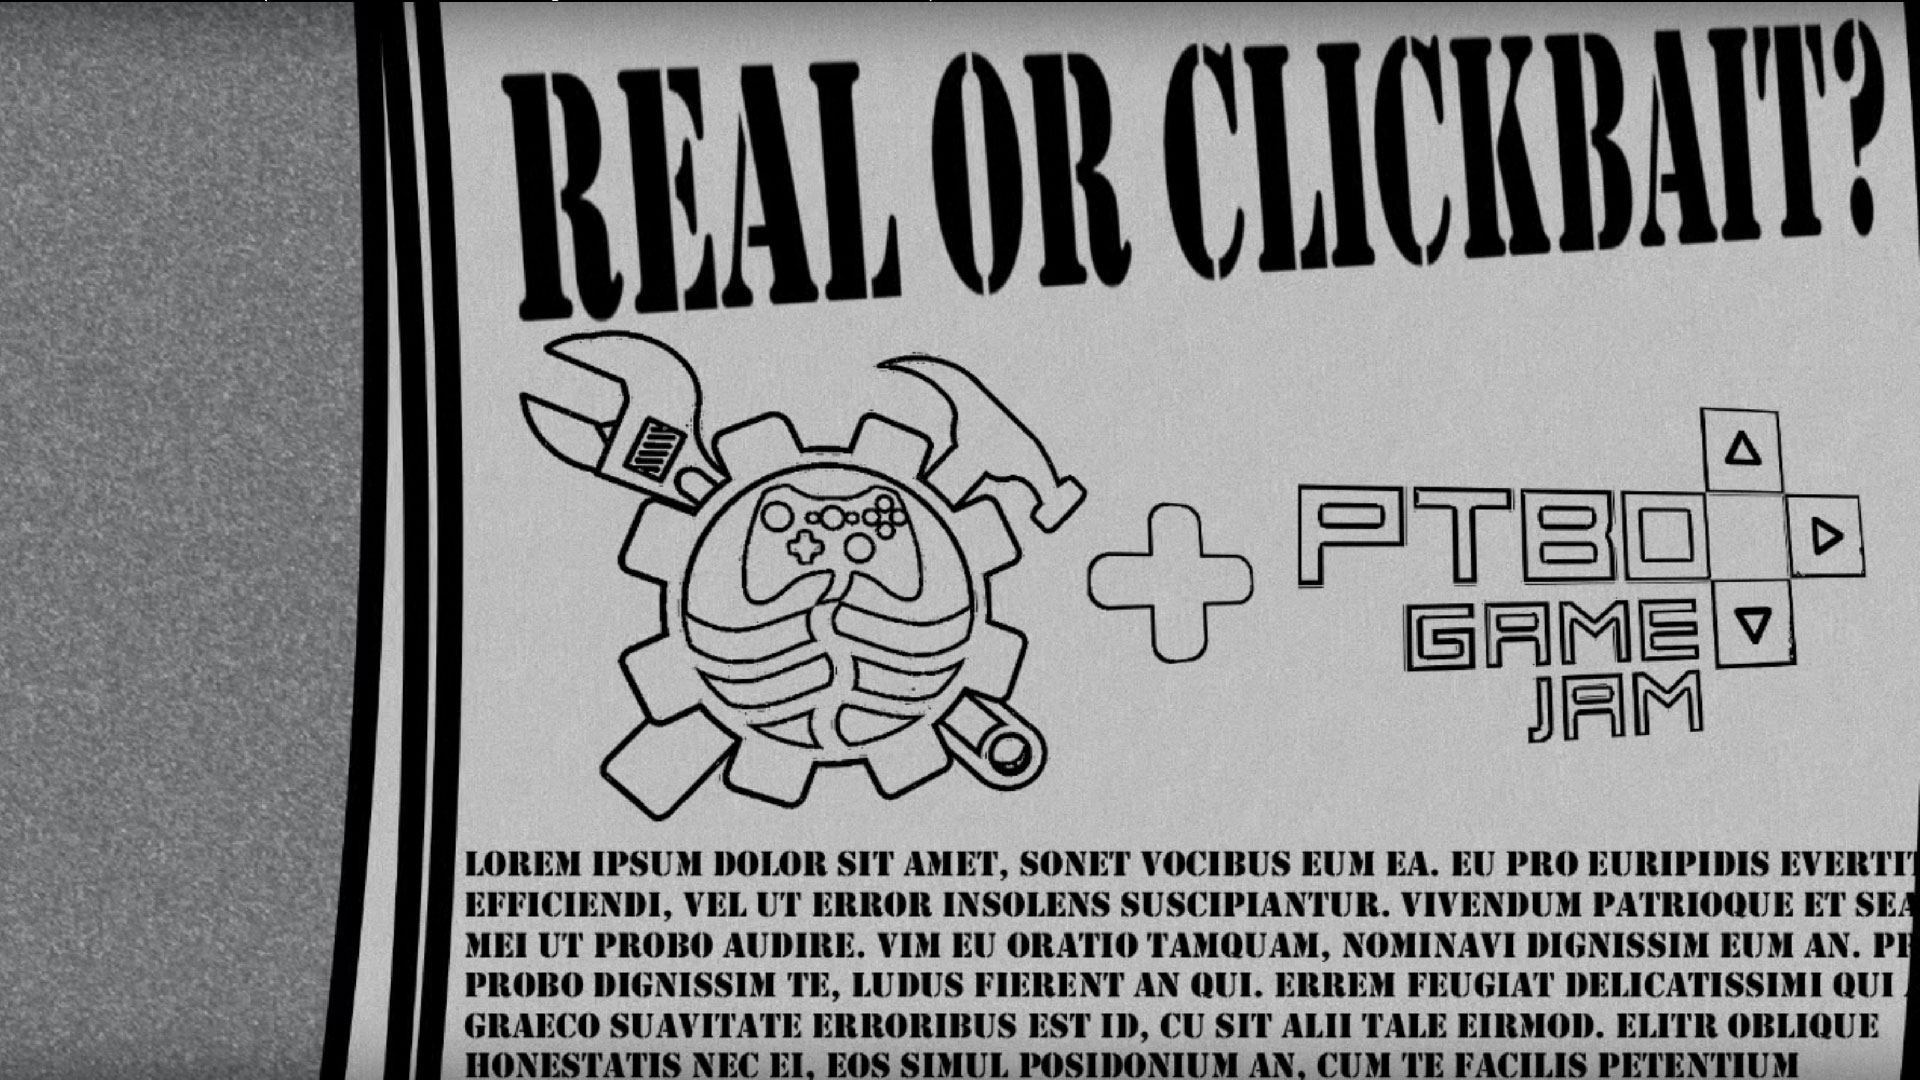 REAL OR CLICKBAIT?
PTBO
GAME
JAM
LOREM IPSUM DOLOR SIT AMET, SONET VOCIBUS EUM EA. EU PRO EURIPIDIS
EFFICIENDI, VEL UT ERROR INSOLENS SUSCIPIANTUR. VIVENDUM PATRIOQUE ET
MEI UT PROBO AUDIRE. VIM EU ORATIO TAMQUAM, NOMINAVI DIGNISSIM EUM AN.
PROBO DIGNISSIM TE, LUDUS FIERENT AN QUI. ERREM FEUGIAT DELICATISSIMI QUI
GRAECO SUAVITATE ERRORIBUS EST ID, CU SIT ALII TALE EIRMOD. ELITR OBLIQUE
HONESTATIS NEC EI, EOS SIMUL POSIDONIUM AN, CUM TE FACILIS PETENTIUM